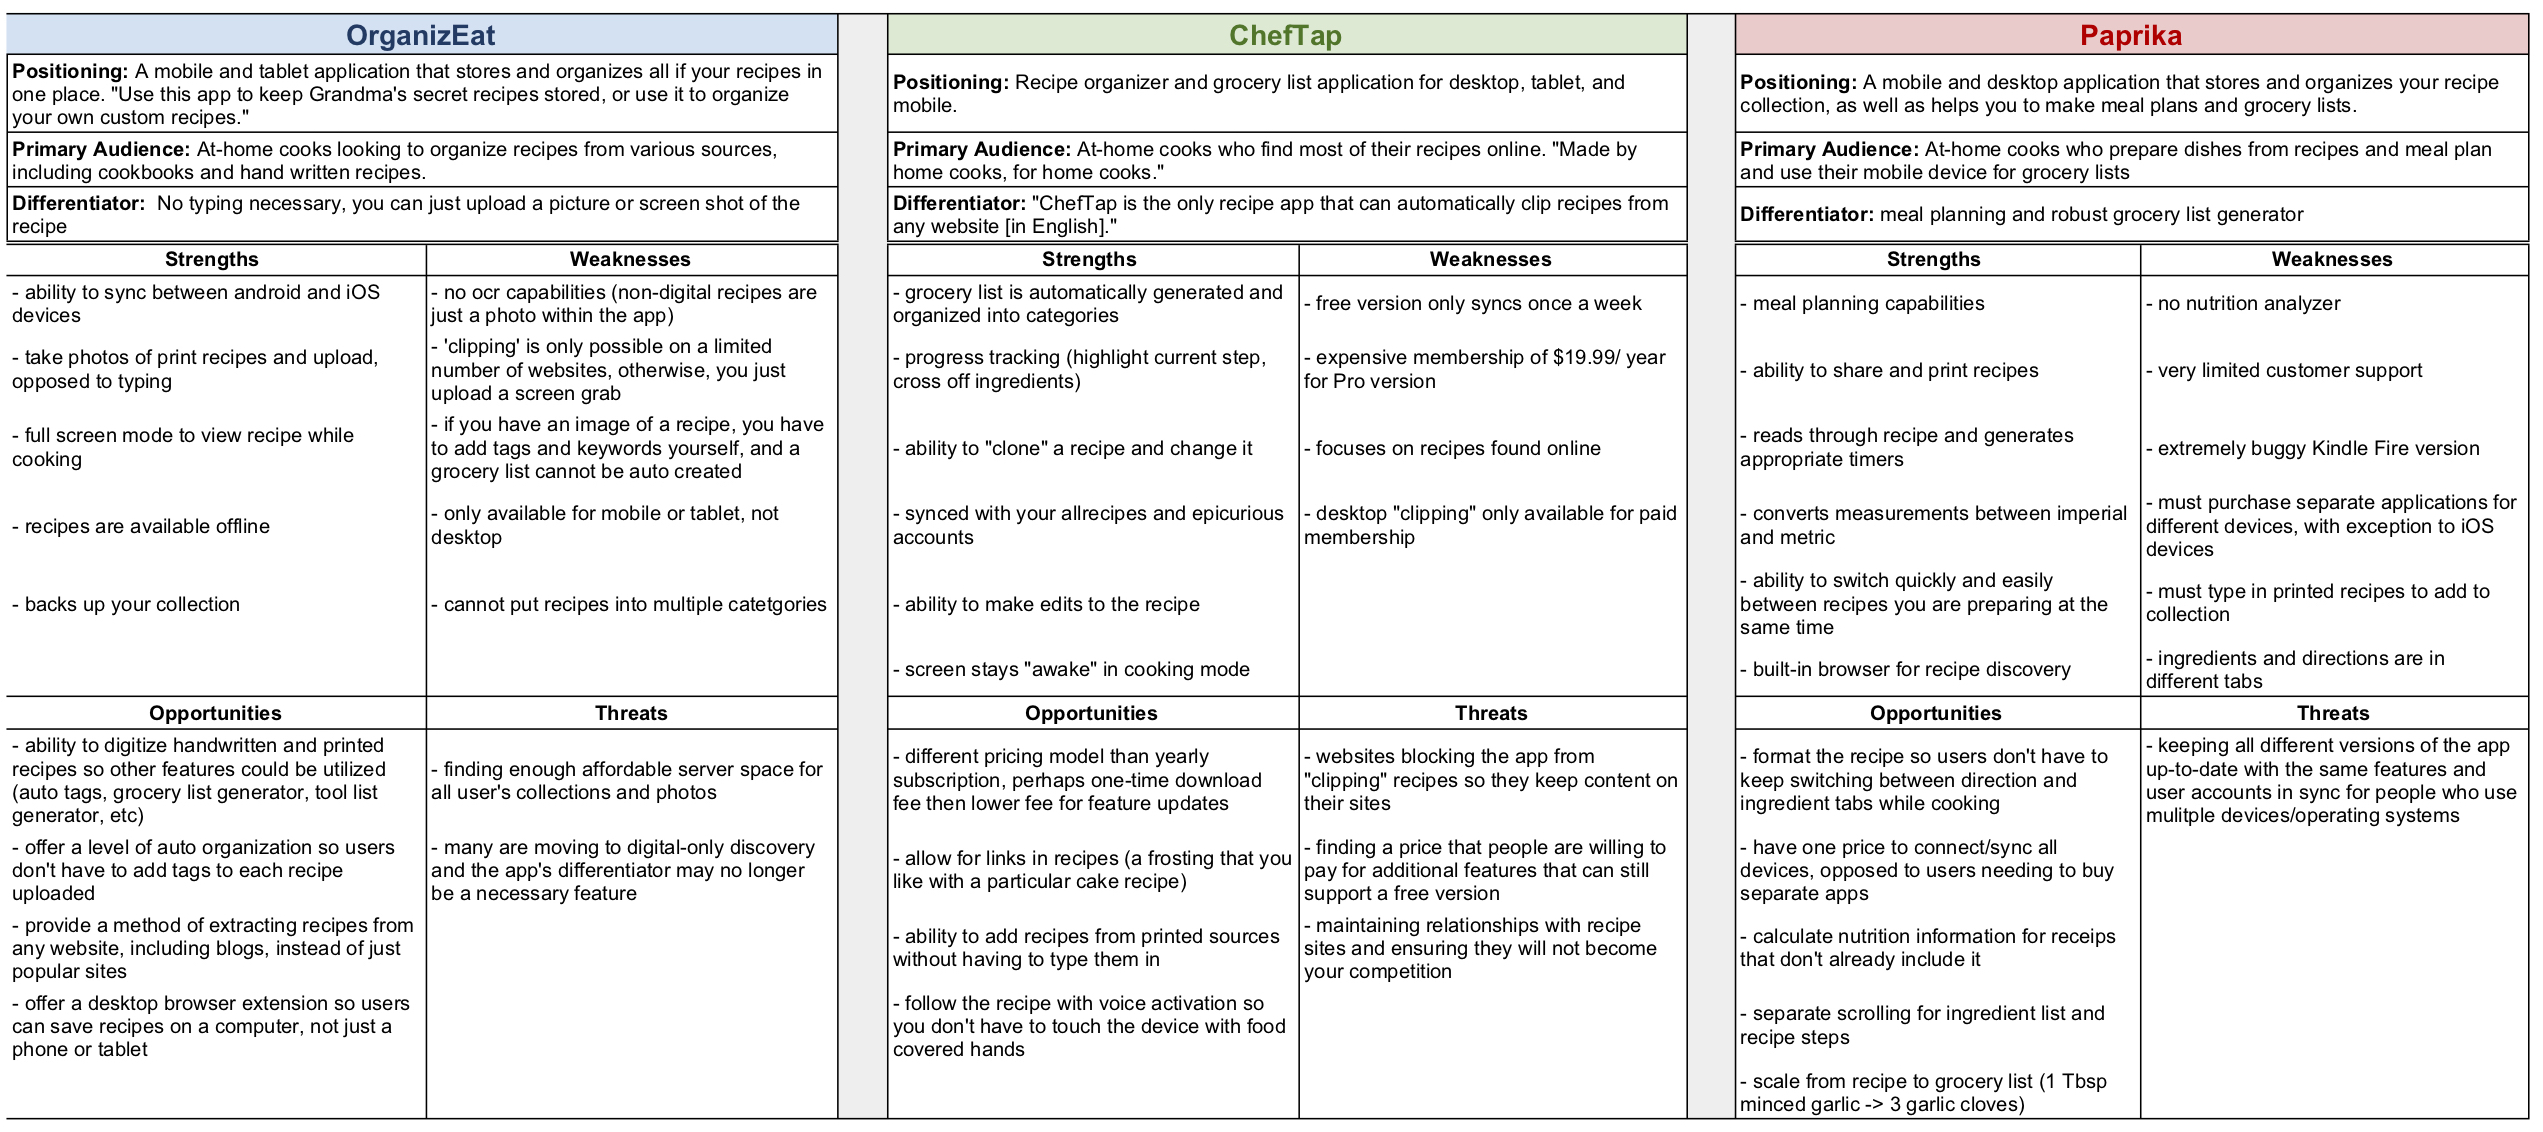 OrganizEat
Positioning: A mobile and tablet application that stores and organizes all if your recipes in
one place. "Use this app to keep Grandma's secret recipes stored, or use it to organize
your own custom recipes."
Primary Audience: At-home cooks looking to organize recipes from various sources,
including cookbooks and hand written recipes.
Differentiator: No typing necessary, you can just upload a picture or screen shot of the
recipe
Strengths
- ability to sync between android and iOS
devices
- take photos of print recipes and upload,
opposed to typing
- full screen mode to view recipe while
cooking
- recipes are available offline
- backs up your collection
Weaknesses
- no ocr capabilities (non-digital recipes are
just a photo within the app)
- 'clipping' is only possible on a limited
number of websites, otherwise, you just
upload a screen grab
- if you have an image of a recipe, you have
to add tags and keywords yourself, and a
grocery list cannot be auto created
- only available for mobile or tablet, not
desktop
- cannot put recipes into multiple catetgories
Opportunities
- ability to digitize handwritten and printed
recipes so other features could be utilized
(auto tags, grocery list generator, tool list
generator, etc)
- offer a level of auto organization so users
don't have to add tags to each recipe
uploaded
- provide a method of extracting recipes from
any website, including blogs, instead of just
popular sites
- offer a desktop browser extension so users
can save recipes on a computer, not just a
phone or tablet
Threats
- finding enough affordable server space for
all user's collections and photos
- many are moving to digital-only discovery
and the app's differentiator may no longer
be a necessary feature
ChefTap
Positioning: Recipe organizer and grocery list application for desktop, tablet, and
mobile.
Primary Audience: At-home cooks who find most of their recipes online. "Made by
home cooks, for home cooks."
Differentiator: "ChefTap is the only recipe app that can automatically clip recipes from
any website [in English]."
Strengths
- grocery list is automatically generated and
organized into categories
- progress tracking (highlight current step,
cross off ingredients)
- ability to "clone" a recipe and change it
- synced with your allrecipes and epicurious
accounts
- ability to make edits to the recipe
- screen stays "awake" in cooking mode
Weaknesses
- free version only syncs once a week
- expensive membership of $19.99/ year
for Pro version
- focuses on recipes found online
- desktop "clipping" only available for paid
membership
Opportunities
- different pricing model than yearly
subscription, perhaps one-time download
fee then lower fee for feature updates
- allow for links in recipes (a frosting that you
like with a particular cake recipe)
- ability to add recipes from printed sources
without having to type them in
- follow the recipe with voice activation so
you don't have to touch the device with food
covered hands
Threats
- websites blocking the app from
"clipping" recipes so they keep content on
their sites
- finding a price that people are willing to
pay for additional features that can still
support a free version
- maintaining relationships with recipe
sites and ensuring they will not become
your competition
Paprika
Positioning: A mobile and desktop application that stores and organizes your recipe
collection, as well as helps you to make meal plans and grocery lists.
Primary Audience: At-home cooks who prepare dishes from recipes and meal plan
and use their mobile device for grocery lists
Differentiator: meal planning and robust grocery list generator
Strengths
- meal planning capabilities
- ability to share and print recipes
- reads through recipe and generates
appropriate timers
- converts measurements between imperial
and metric
- ability to switch quickly and easily
between recipes you are preparing at the
same time
- built-in browser for recipe discovery
Weaknesses
- no nutrition analyzer
- very limited customer support
- extremely buggy Kindle Fire version
- must purchase separate applications for
different devices, with exception to iOS
devices
- must type in printed recipes to add to
collection
- ingredients and directions are in
different tabs
Opportunities
- format the recipe so users don't have to
keep switching between direction and
ingredient tabs while cooking
- have one price to connect/sync all
devices, opposed to users needing to buy
separate apps
- calculate nutrition information for receips
that don't already include it
- separate scrolling for ingredient list and
recipe steps
- scale from recipe to grocery list (1 Tbsp
minced garlic -> 3 garlic cloves)
Threats
- keeping all different versions of the app
up-to-date with the same features and
user accounts in sync for people who use
mulitple devices/operating systems